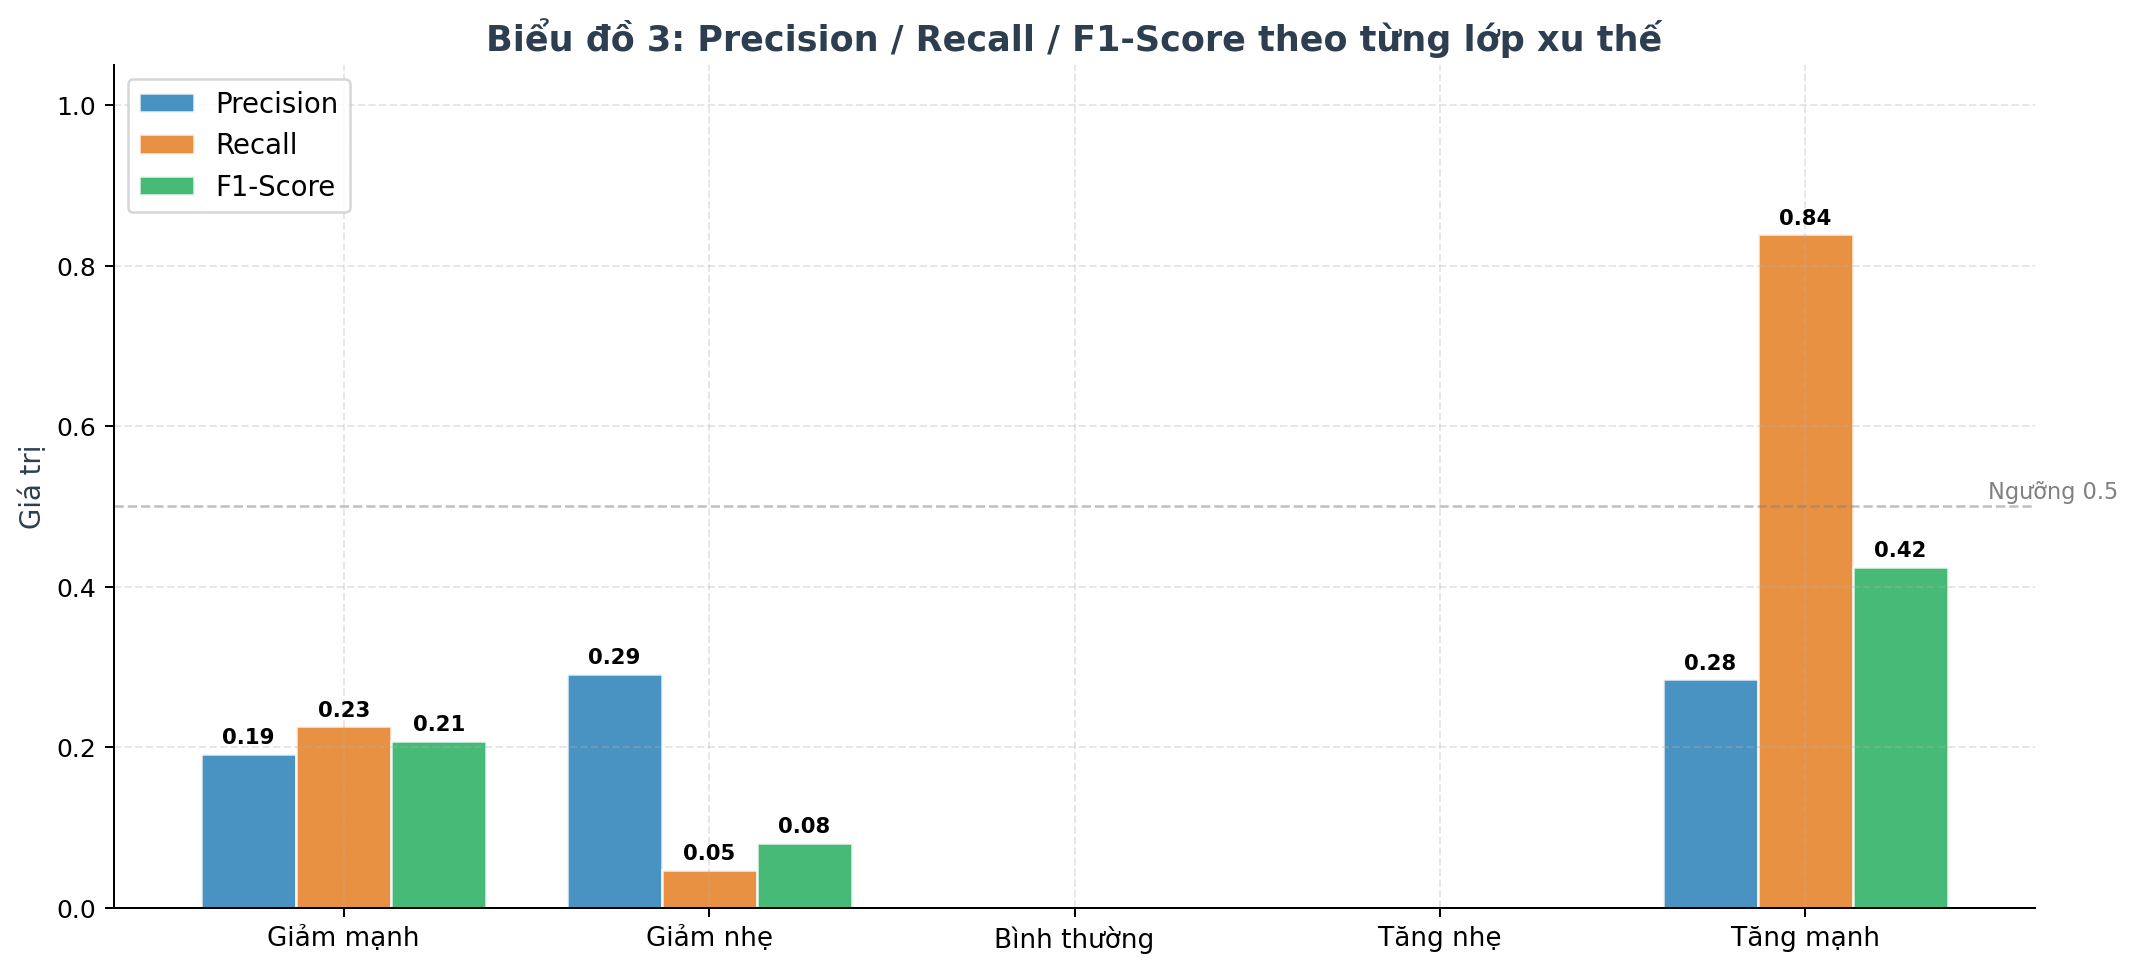 Biểu đồ 3: Precision / Recall / F1-Score theo từng lớp xu thế
Precision
Recall
F1-Score
Giá trị
1.0
0.8
0.6
0.4
0.2
0.0
Ngưỡng 0.5
0.19
0.23
0.21
0.29
0.05
0.08
0.28
0.84
0.42
Giảm mạnh
Giảm nhẹ
Bình thường
Tăng nhẹ
Tăng mạnh